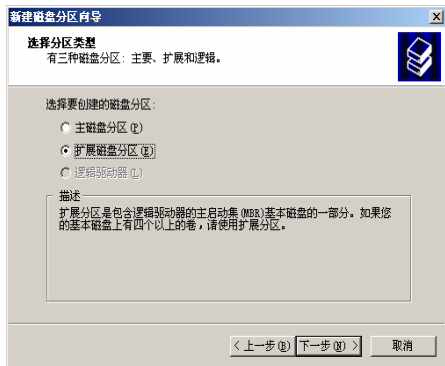 新建磁盘分区向导
选择分区类型
有三种磁盘分区：主要、扩展和逻辑。
选择要创建的磁盘分区：
主磁盘分区(P)
扩展磁盘分区(E)
逻辑驱动器(L)
描述
扩展分区是包含逻辑驱动器的主启动集(MBR)基本磁盘的一部分。如果您
的基本磁盘上有四个以上的卷，请使用扩展分区。
<上一步(B) 下一步(N)> 取消